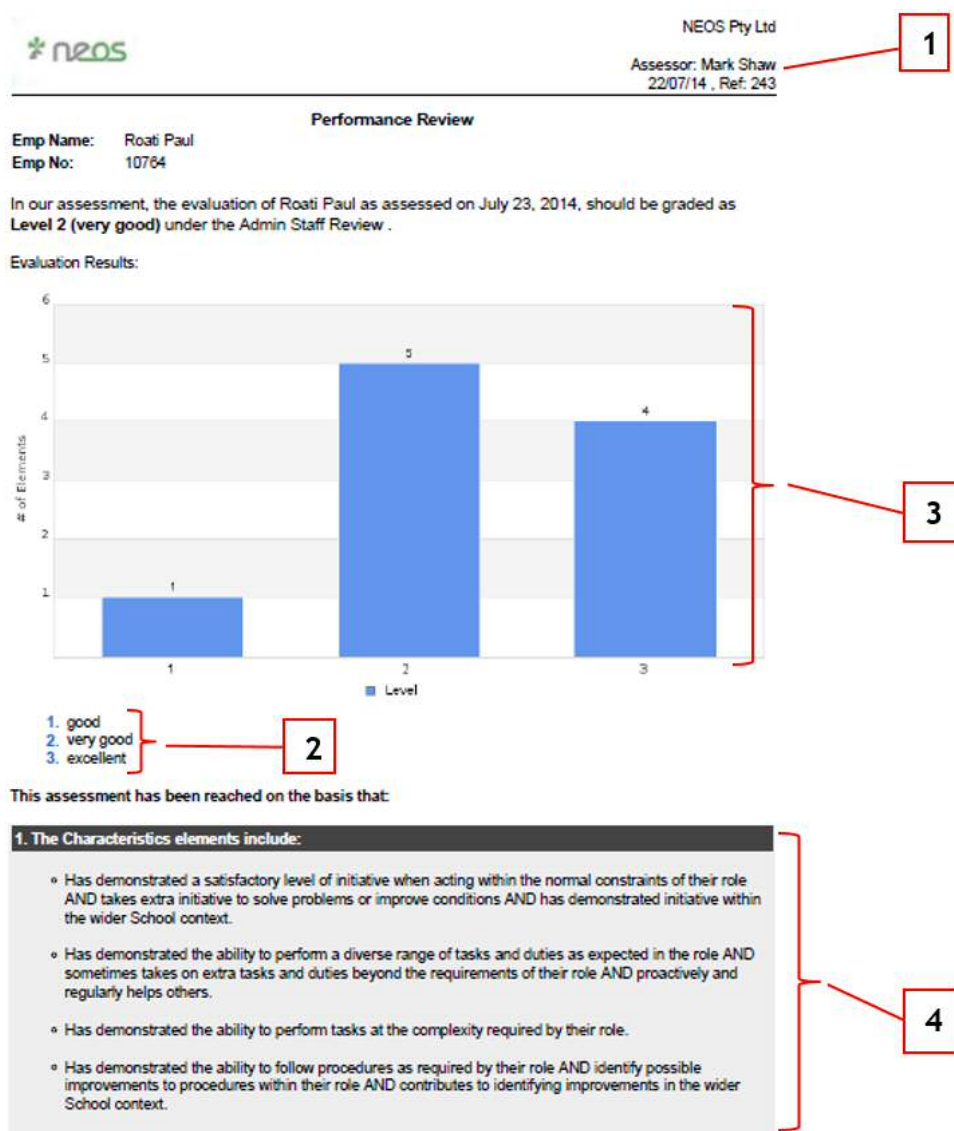 neos
NEOS Pty Ltd
1
Assessor: Mark Shaw
22/07/14 , Ref: 243
Performance Review
Emp Name: Roati Paul
Emp No: 10764
In our assessment, the evaluation of Roati Paul as assessed on July 23, 2014, should be graded as
Level 2 (very good) under the Admin Staff Review .
Evaluation Results:
6
5
4
3
2
1
# of Elements
1
5
4
1
2
3
Level
3
1. good
2. very good
3. excellent
2
This assessment has been reached on the basis that:
1. The Characteristics elements include:
Has demonstrated a satisfactory level of initiative when acting within the normal constraints of their role
AND takes extra initiative to solve problems or improve conditions AND has demonstrated initiative within
the wider School context.
Has demonstrated the ability to perform a diverse range of tasks and duties as expected in the role AND
sometimes takes on extra tasks and duties beyond the requirements of their role AND proactively and
regularly helps others.
Has demonstrated the ability to perform tasks at the complexity required by their role.
Has demonstrated the ability to follow procedures as required by their role AND identify possible
improvements to procedures within their role AND contributes to identifying improvements in the wider
School context.
4